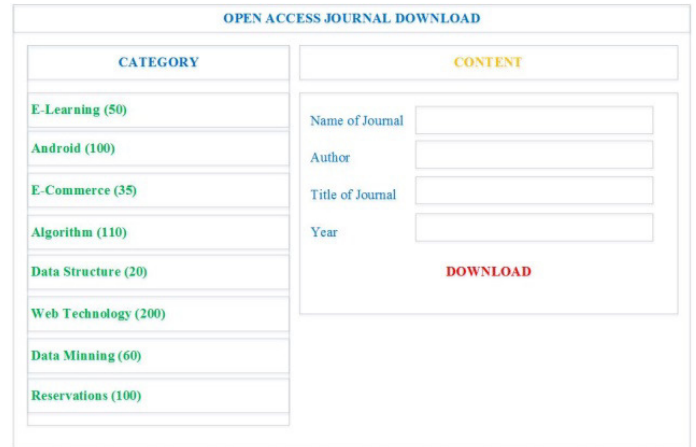 OPEN ACCESS JOURNAL DOWNLOAD
CATEGORY
E-Learning (50)
Android (100)
E-Commerce (35)
Algorithm (110)
Data Structure (20)
Web Technology (200)
Data Minning (60)
Reservations (100)
CONTENT
Name of Journal
Author
Title of Journal
Year
DOWNLOAD